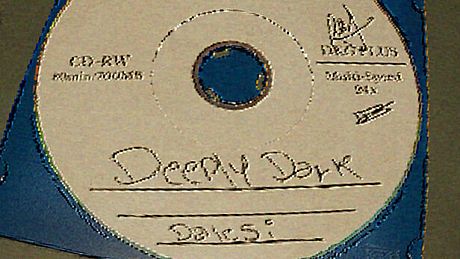 CD-RW
80min/700MB
Multi-Speed
24x
Deeply Dark